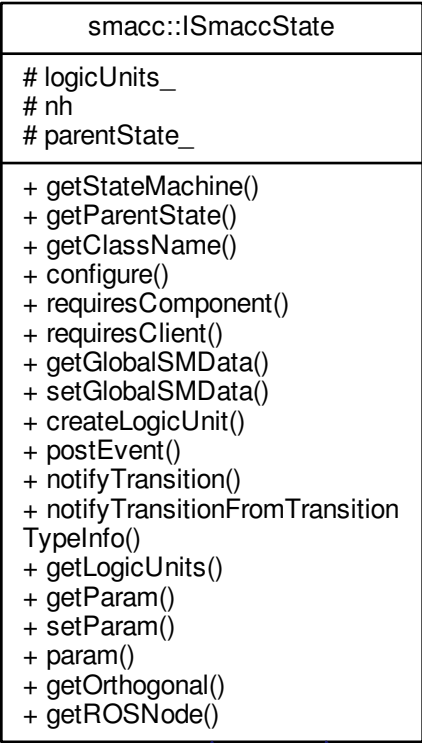 smacc::ISmaccState
# logicUnits_
# nh
# parentState_
+ getStateMachine()
+ getParentState()
+ getClassName()
+ configure()
+ requiresComponent()
+ requiresClient()
+ getGlobalSMData()
+ setGlobalSMData()
+ createLogicUnit()
+ postEvent()
+ notifyTransition()
+ notifyTransitionFromTransition
TypeInfo()
+ getLogicUnits()
+ getParam()
+ setParam()
+ param()
+ getOrthogonal()
+ getROSNode()